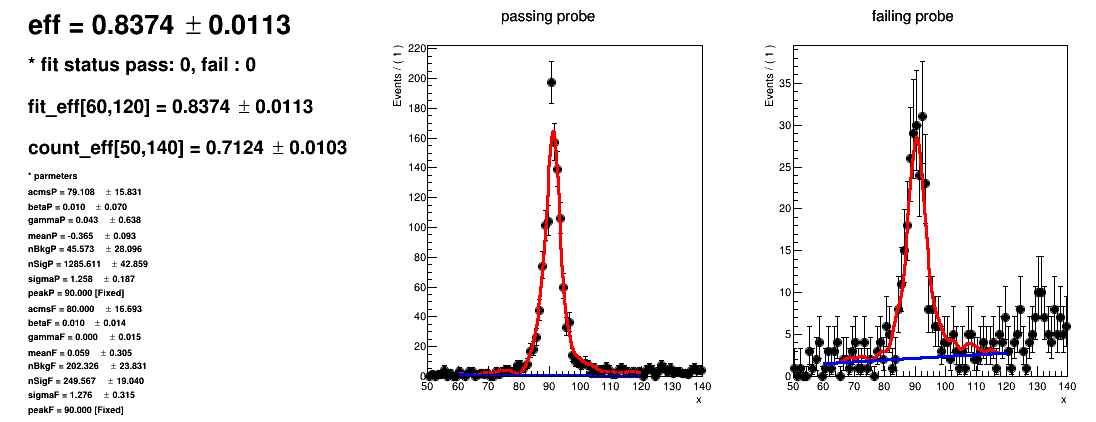 eff = 0.8374 ± 0.0113
* fit status pass: 0, fail : 0
fit_eff[60,120] = 0.8374 ± 0.0113
count_eff[50,140] = 0.7124 ± 0.0103
* parmeters
acmsP = 79.108 ± 15.831
betaP = 0.010 ± 0.070
gammaP = 0.043 ± 0.638
meanP = -0.365 ± 0.093
nBkgP = 45.573 ± 28.096
nSigP = 1285.611 ± 42.859
sigmaP = 1.258 ± 0.187
peakP = 90.000 [Fixed]
acmsF = 80.000 ± 16.693
betaF = 0.010 ± 0.014
gammaF = 0.000 ± 0.015
meanF = 0.059 ± 0.305
nBkgF = 202.326 ± 23.831
nSigF = 249.567 ± 19.040
sigmaF = 1.276 ± 0.315
peakF = 90.000 [Fixed]
passing probe
Events / ( 1 )
220
200
180
160
140
120
100
80
60
40
20
0
50 60 70 80 90 100 110 120 130 140
x
failing probe
Events / ( 1 )
35
30
25
20
15
10
5
0
50 60 70 80 90 100 110 120 130 140
x